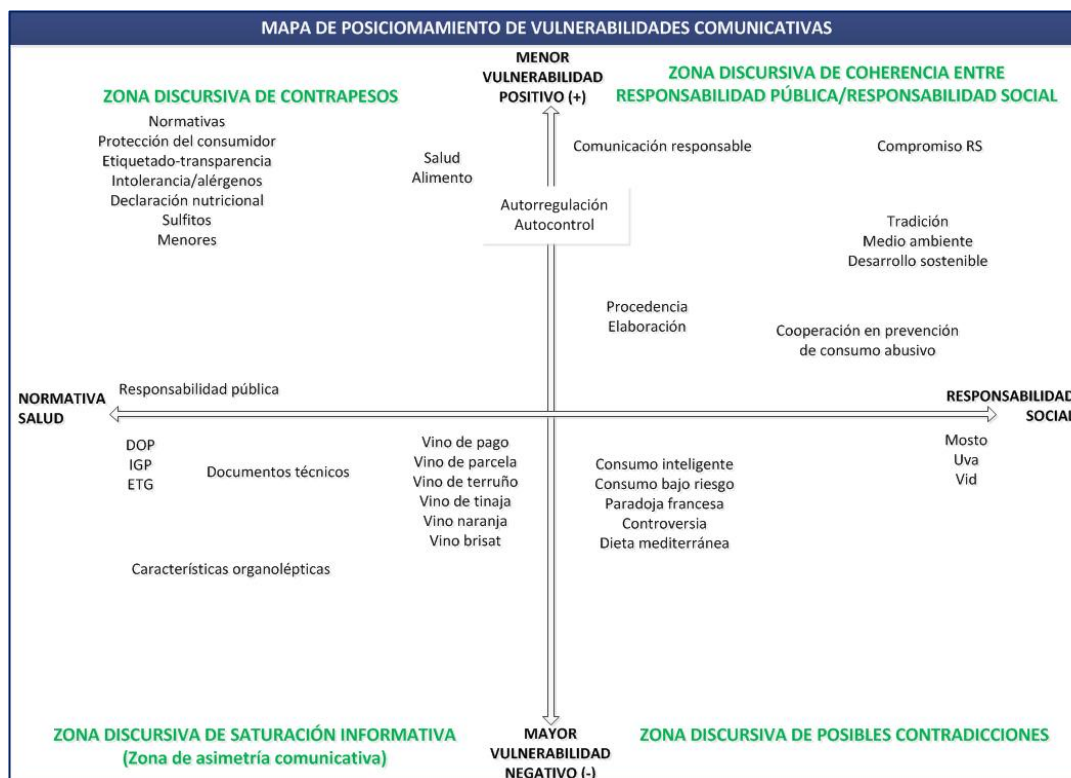 MAPA DE POSICIOMAMIENTO DE VULNERABILIDADES COMUNICATIVAS
MENOR
VULNERABILIDAD
POSITIVO (+)
ZONA DISCURSIVA DE CONTRAPESOS
Normativas
Protección del consumidor
Etiquetado-transparencia
Intolerancia/alérgenos
Declaración nutricional
Sulfitos
Menores
Salud
Alimento
ZONA DISCURSIVA DE COHERENCIA ENTRE
RESPONSABILIDAD PÚBLICA/RESPONSABILIDAD SOCIAL
Comunicación responsable
Compromiso RS
Autorregulación
Autocontrol
Tradición
Medio ambiente
Desarrollo sostenible
Procedencia
Elaboración
Cooperación en prevención
de consumo abusivo
Responsabilidad pública
NORMATIVA
SALUD
RESPONSABILIDAD
SOCIAL
DOP
IGP
ETG
Documentos técnicos
Vino de pago
Vino de parcela
Vino de terruño
Vino de tinaja
Vino naranja
Vino brisat
Características organolépticas
Consumo inteligente
Consumo bajo riesgo
Paradoja francesa
Controversia
Dieta mediterránea
Mosto
Uva
Vid
ZONA DISCURSIVA DE SATURACIÓN INFORMATIVA
(Zona de asimetría comunicativa)
MAYOR
VULNERABILIDAD
NEGATIVO (-)
ZONA DISCURSIVA DE POSIBLES CONTRADICCIONES